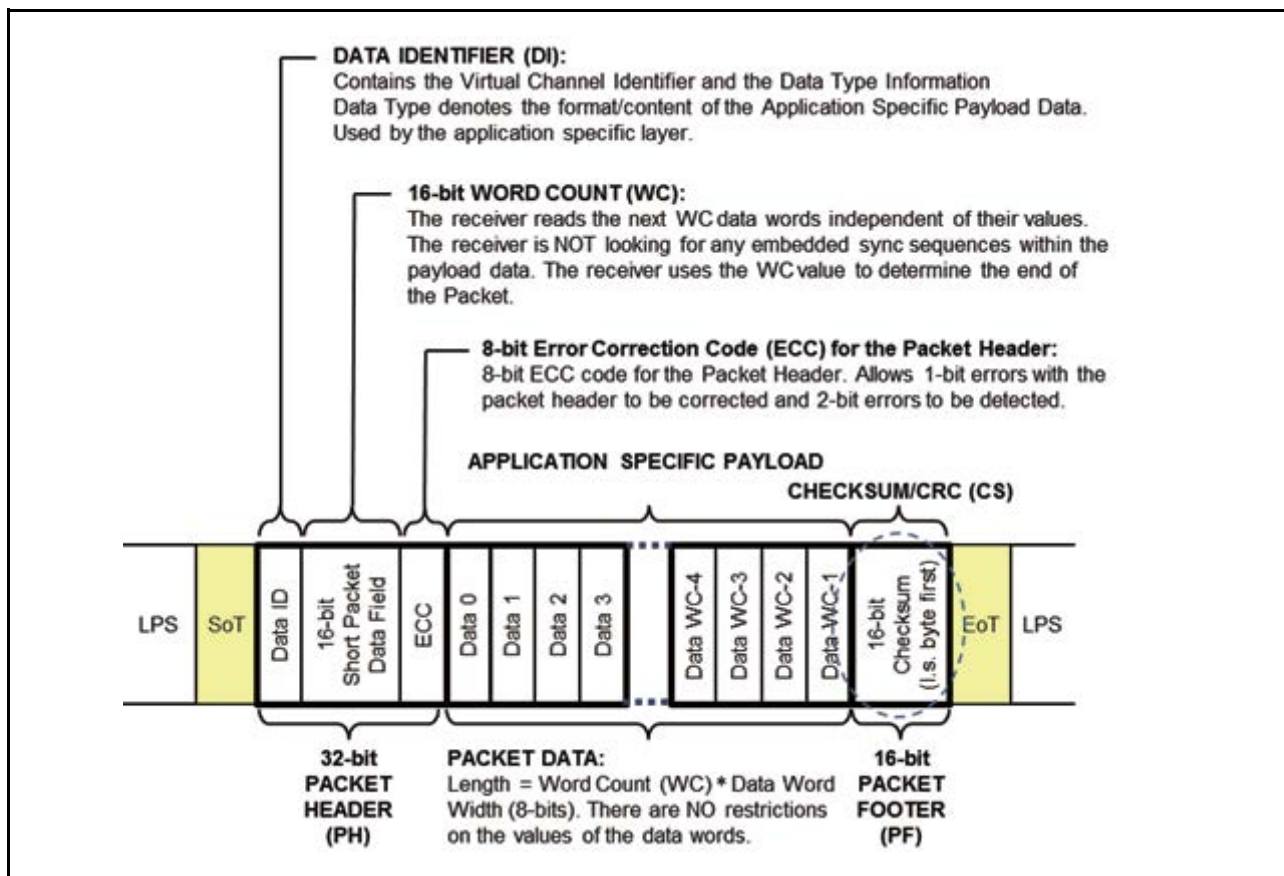 DATA IDENTIFIER (DI):
Contains the Virtual Channel Identifier and the Data Type Information
Data Type denotes the format/content of the Application Specific Payload Data.
Used by the application specific layer.
16-bit WORD COUNT (WC):
The receiver reads the next WC data words independent of their values.
The receiver is NOT looking for any embedded sync sequences within the
payload data. The receiver uses the WC value to determine the end of
the Packet.
8-bit Error Correction Code (ECC) for the Packet Header:
8-bit ECC code for the Packet Header. Allows 1-bit errors with the
packet header to be corrected and 2-bit errors to be detected.
APPLICATION SPECIFIC PAYLOAD
CHECKSUM/CRC (CS)
LPS
SoT
Data ID
16-bit
Short Packet
Data Field
ECC
Data 0
Data 1
Data 2
Data 3
Data WC-4
Data WC-3
Data WC-2
Data WC-1
16-bit
Checksum
(l.s. byte first)
EoT
LPS
32-bit
PACKET
HEADER
(PH)
PACKET DATA:
Length = Word Count (WC) * Data Word
Width (8-bits). There are NO restrictions
on the values of the data words.
16-bit
PACKET
FOOTER
(PF)